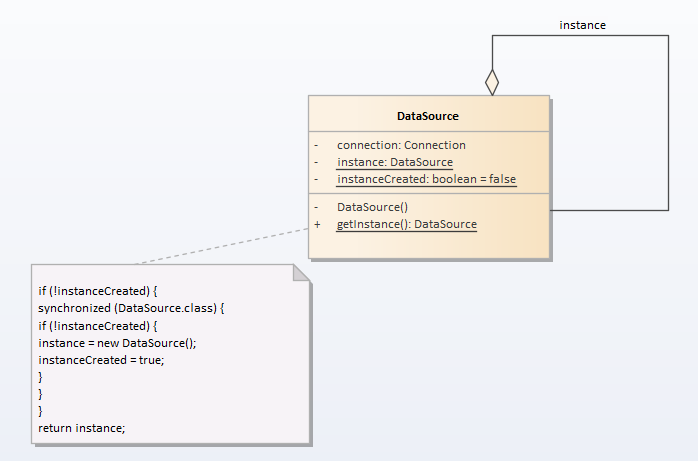 instance
DataSource
- connection: Connection
- instance: DataSource
- instanceCreated: boolean = false
- DataSource()
+ getInstance(): DataSource
if (!instanceCreated) {
synchronized (DataSource.class) {
if (!instanceCreated) {
instance = new DataSource();
instanceCreated = true;
}
}
}
return instance;